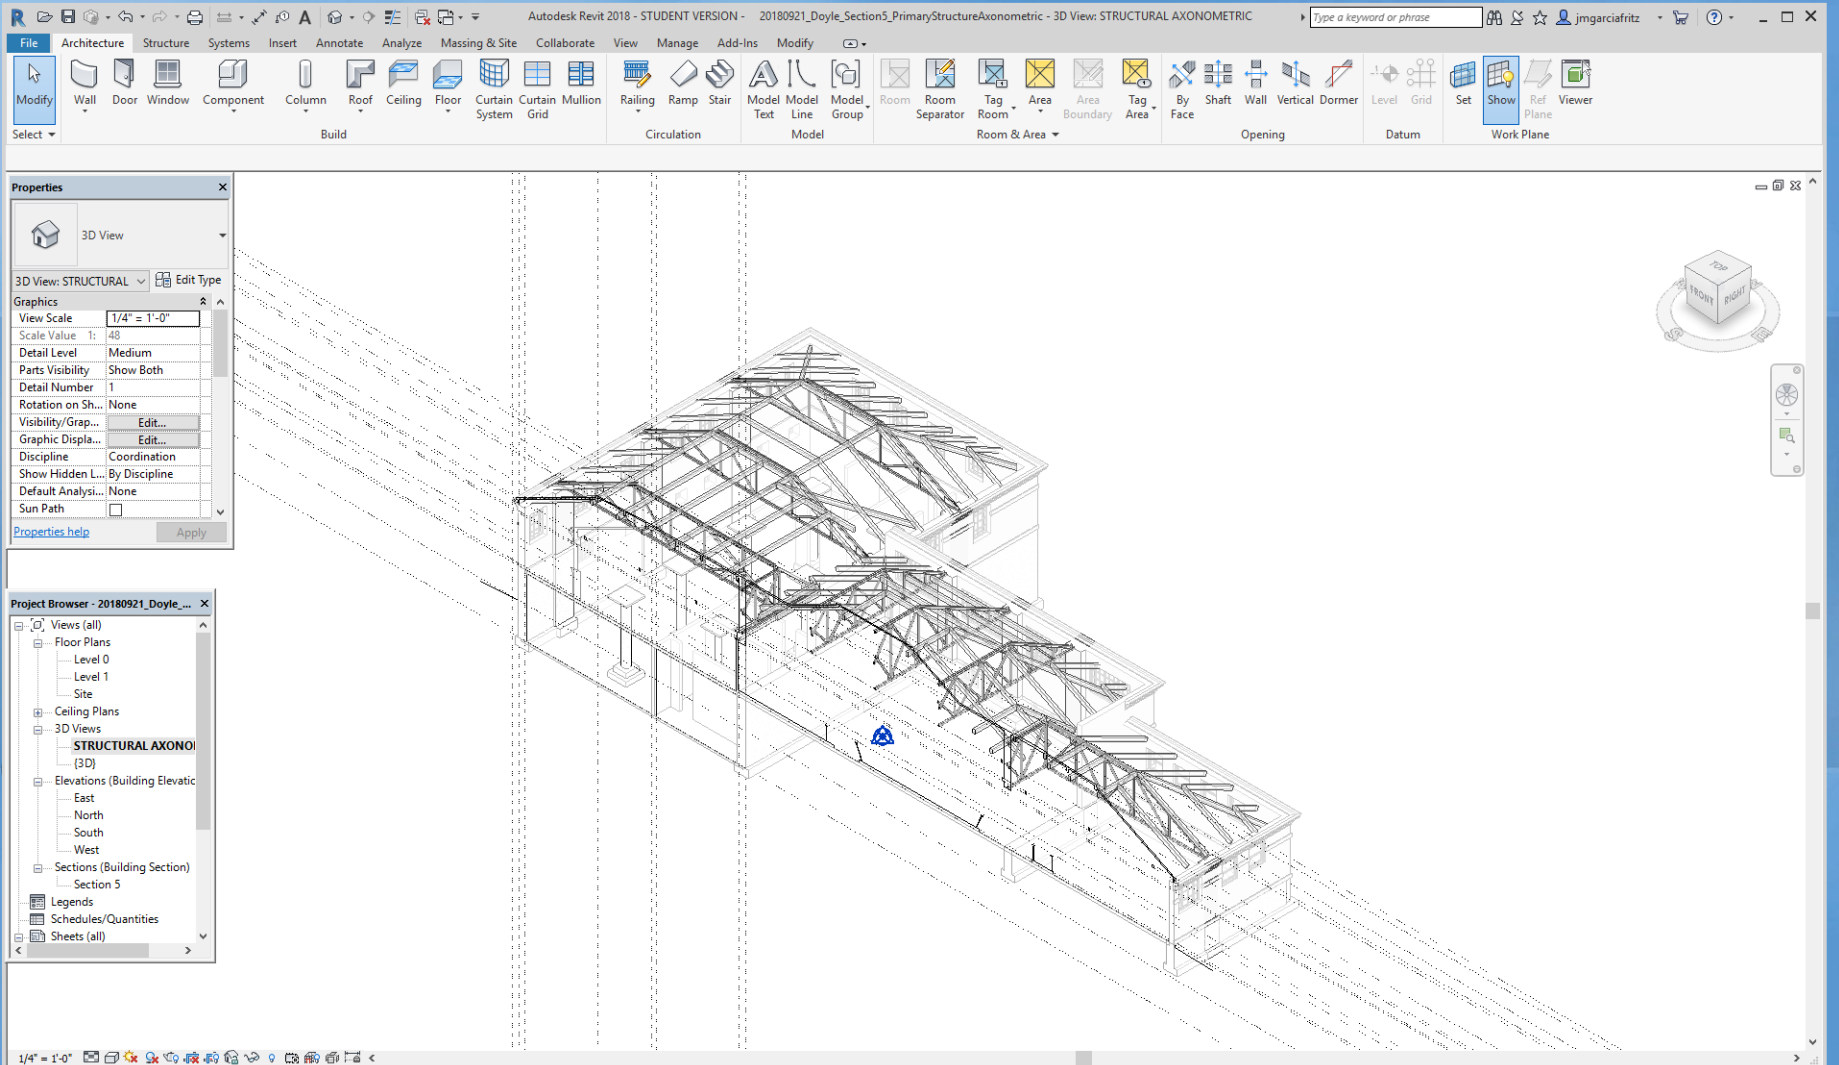 Autodesk Revit 2018 - STUDENT VERSION - 20180921_Doyle_Section5_PrimaryStructureAxonometric - 3D View: STRUCTURAL AXONOMETRIC
Type a keyword or phrase
jmgarciafritz
File Architecture Structure Systems Insert Annotate Analyze Massing & Site Collaborate View Manage Add-Ins Modify
Modify Wall Door Window Component Column Roof Ceiling Floor Curtain System Curtain Grid Mullion Railing Ramp Stair Model Text Model Line Model Group Room Room Separator Tag Room Area Area Boundary Tag Area By Face Shaft Wall Vertical Dormer Level Grid Set Show Ref Plane Viewer
Select Build Circulation Model Room & Area Opening Datum Work Plane
Properties
3D View
3D View: STRUCTURAL Edit Type
Graphics
View Scale 1/4" = 1'-0"
Scale Value 1: 48
Detail Level Medium
Parts Visibility Show Both
Detail Number 1
Rotation on Sh... None
Visibility/Grap... Edit...
Graphic Displa... Edit...
Discipline Coordination
Show Hidden L... By Discipline
Default Analysi... None
Sun Path
Properties help Apply
TOP
FRONT RIGHT
Project Browser - 20180921_Doyle_...
Views (all)
Floor Plans
Level 0
Level 1
Site
Ceiling Plans
3D Views
STRUCTURAL AXONO
{3D}
Elevations (Building Elevatic
East
North
South
West
Sections (Building Section)
Section 5
Legends
Schedules/Quantities
Sheets (all)
1/4" = 1'-0"